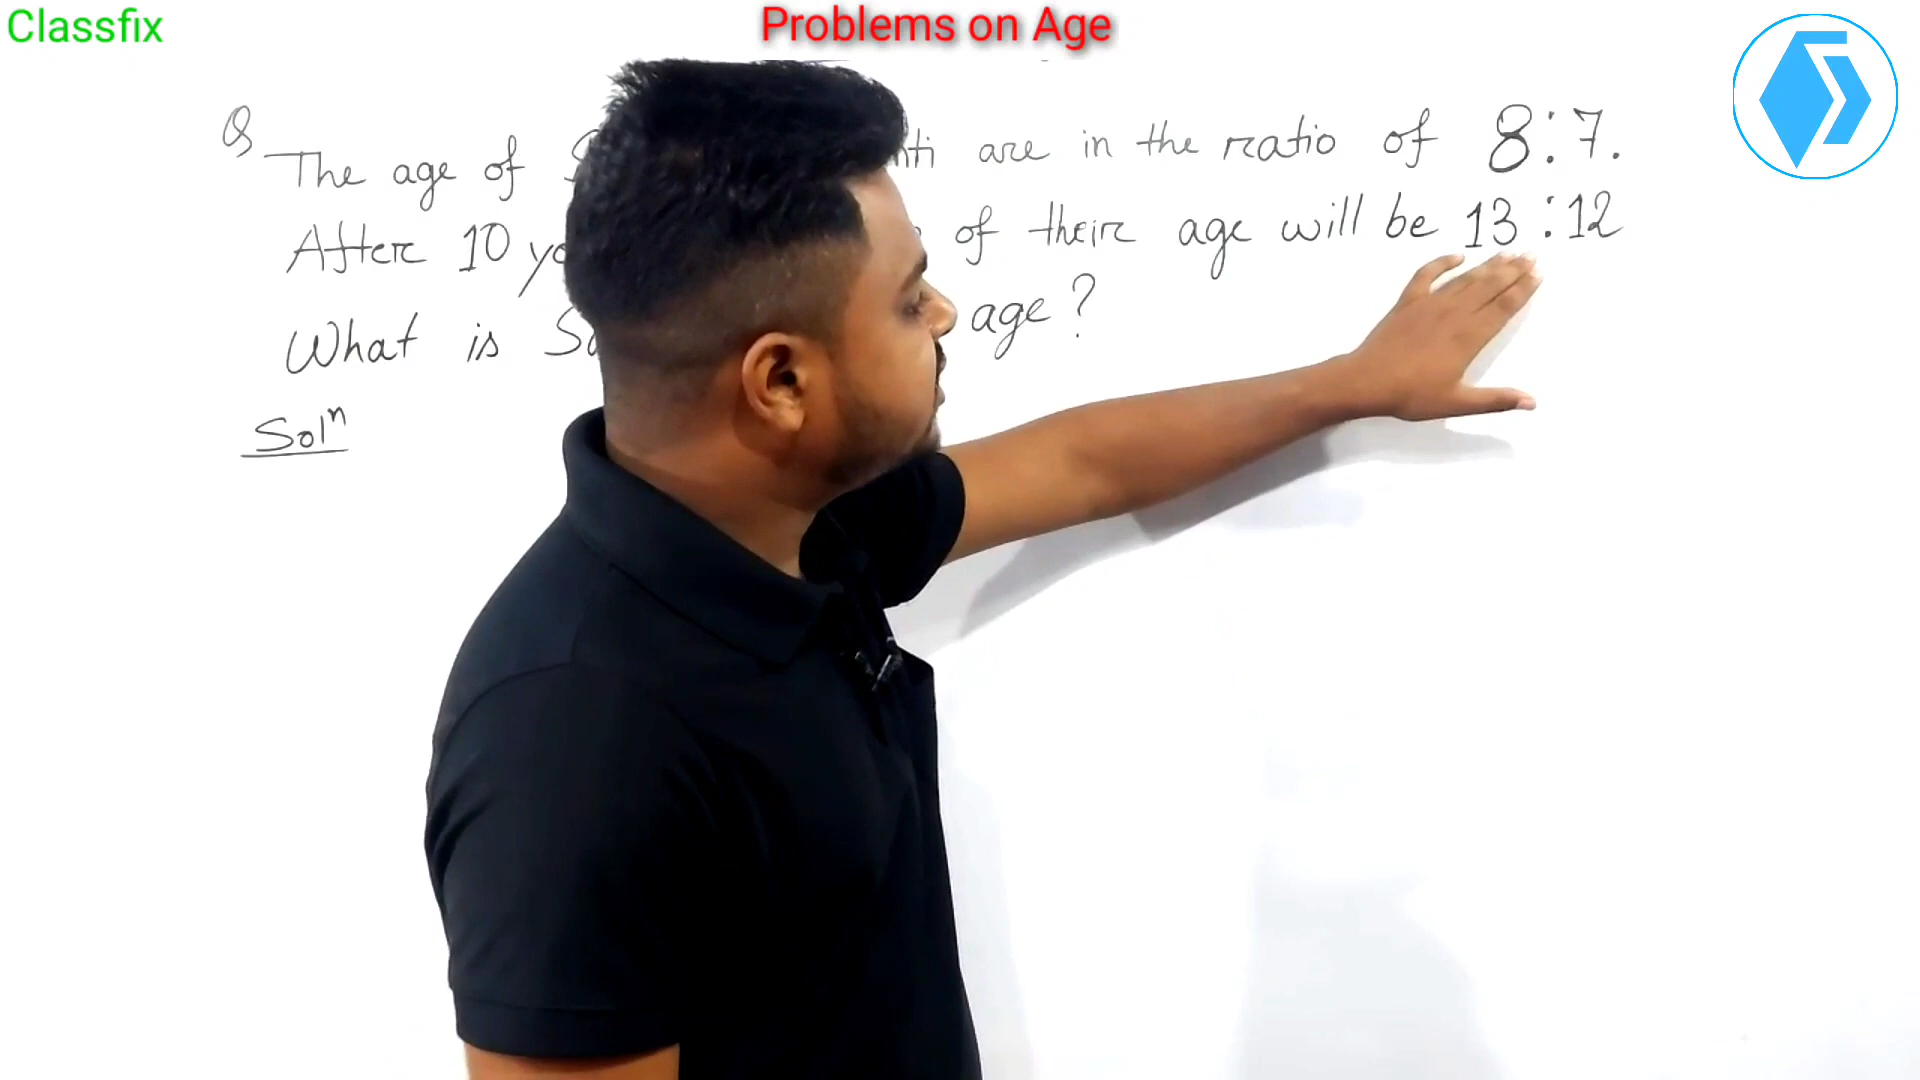 Classfix
Problems on Age
Q
The age of are in the ratio of 8:7.
After 10 of their age will be 13:12
What is age?
Solⁿ